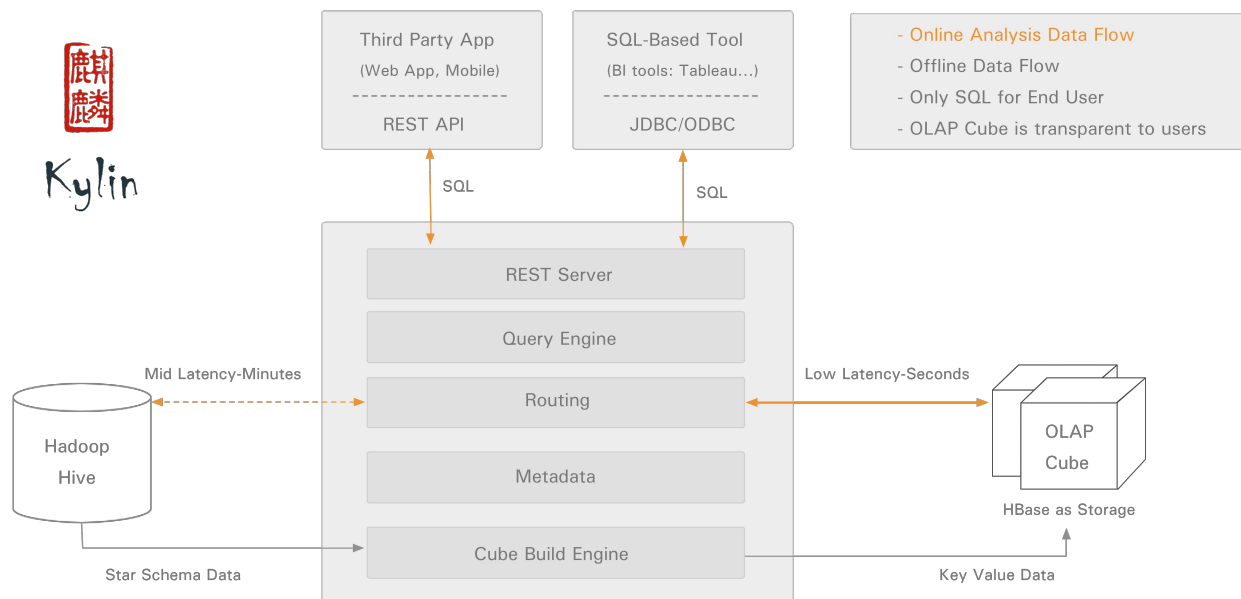 麒
麟
Kylin
Third Party App
(Web App, Mobile)
REST API
SQL-Based Tool
(BI tools: Tableau...)
JDBC/ODBC
- Online Analysis Data Flow
- Offline Data Flow
- Only SQL for End User
- OLAP Cube is transparent to users
SQL
SQL
REST Server
Query Engine
Mid Latency-Minutes
Routing
Low Latency-Seconds
Hadoop
Hive
OLAP
Cube
Metadata
HBase as Storage
Cube Build Engine
Star Schema Data
Key Value Data